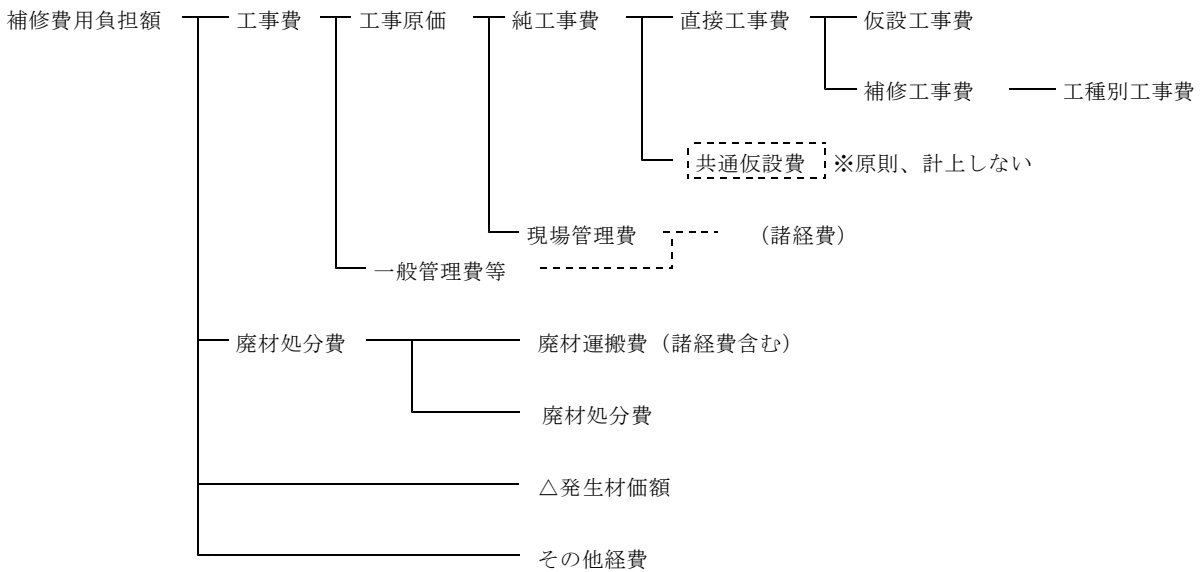 補修費用負担額 工事費 工事原価 純工事費 直接工事費 仮設工事費
補修工事費 工種別工事費
共通仮設費 ※原則、計上しない
現場管理費 （諸経費）
一般管理費等
廃材処分費 廃材運搬費（諸経費含む）
廃材処分費
△発生材価額
その他経費